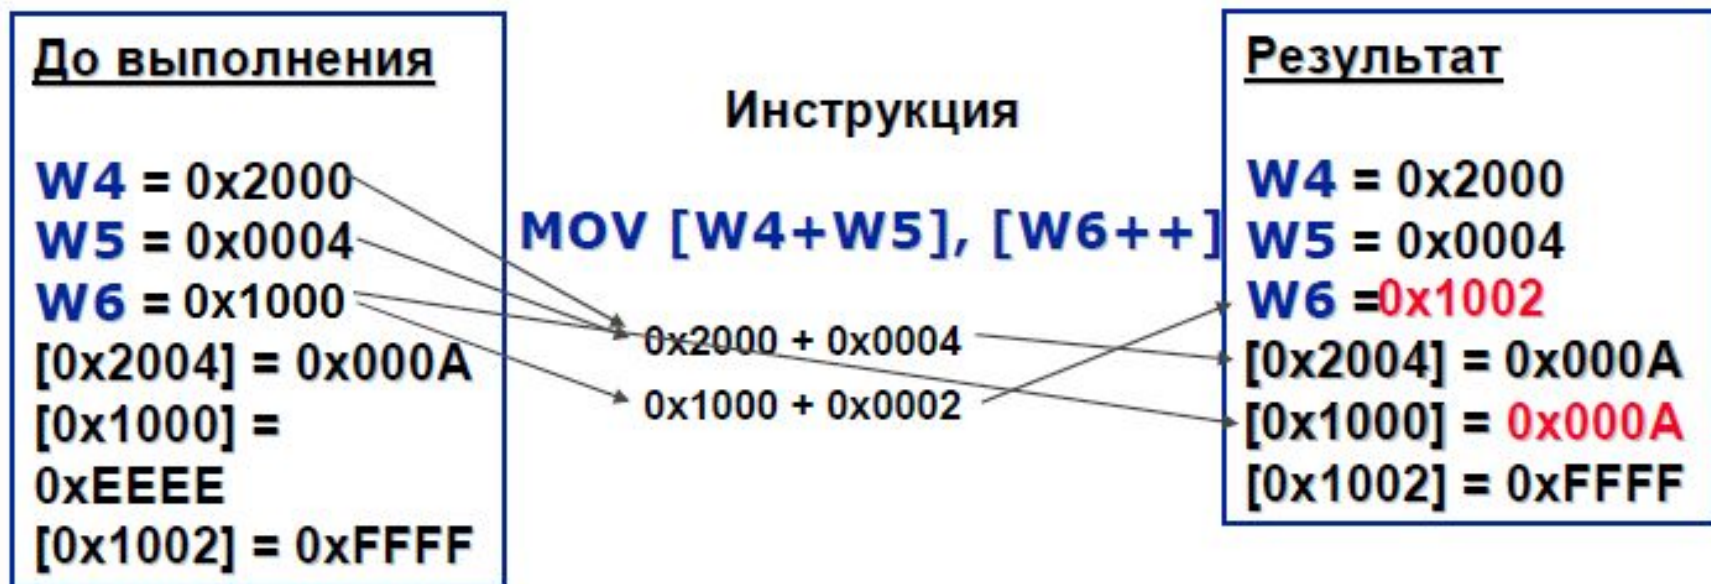 До выполнения
W4 = 0x2000
W5 = 0x0004
W6 = 0x1000
[0x2004] = 0x000A
[0x1000] =
0xEEEE
[0x1002] = 0xFFFF
Инструкция
MOV [W4+W5], [W6++]
0x2000 + 0x0004
0x1000 + 0x0002
Результат
W4 = 0x2000
W5 = 0x0004
W6 =0x1002
[0x2004] = 0x000A
[0x1000] = 0x000A
[0x1002] = 0xFFFF